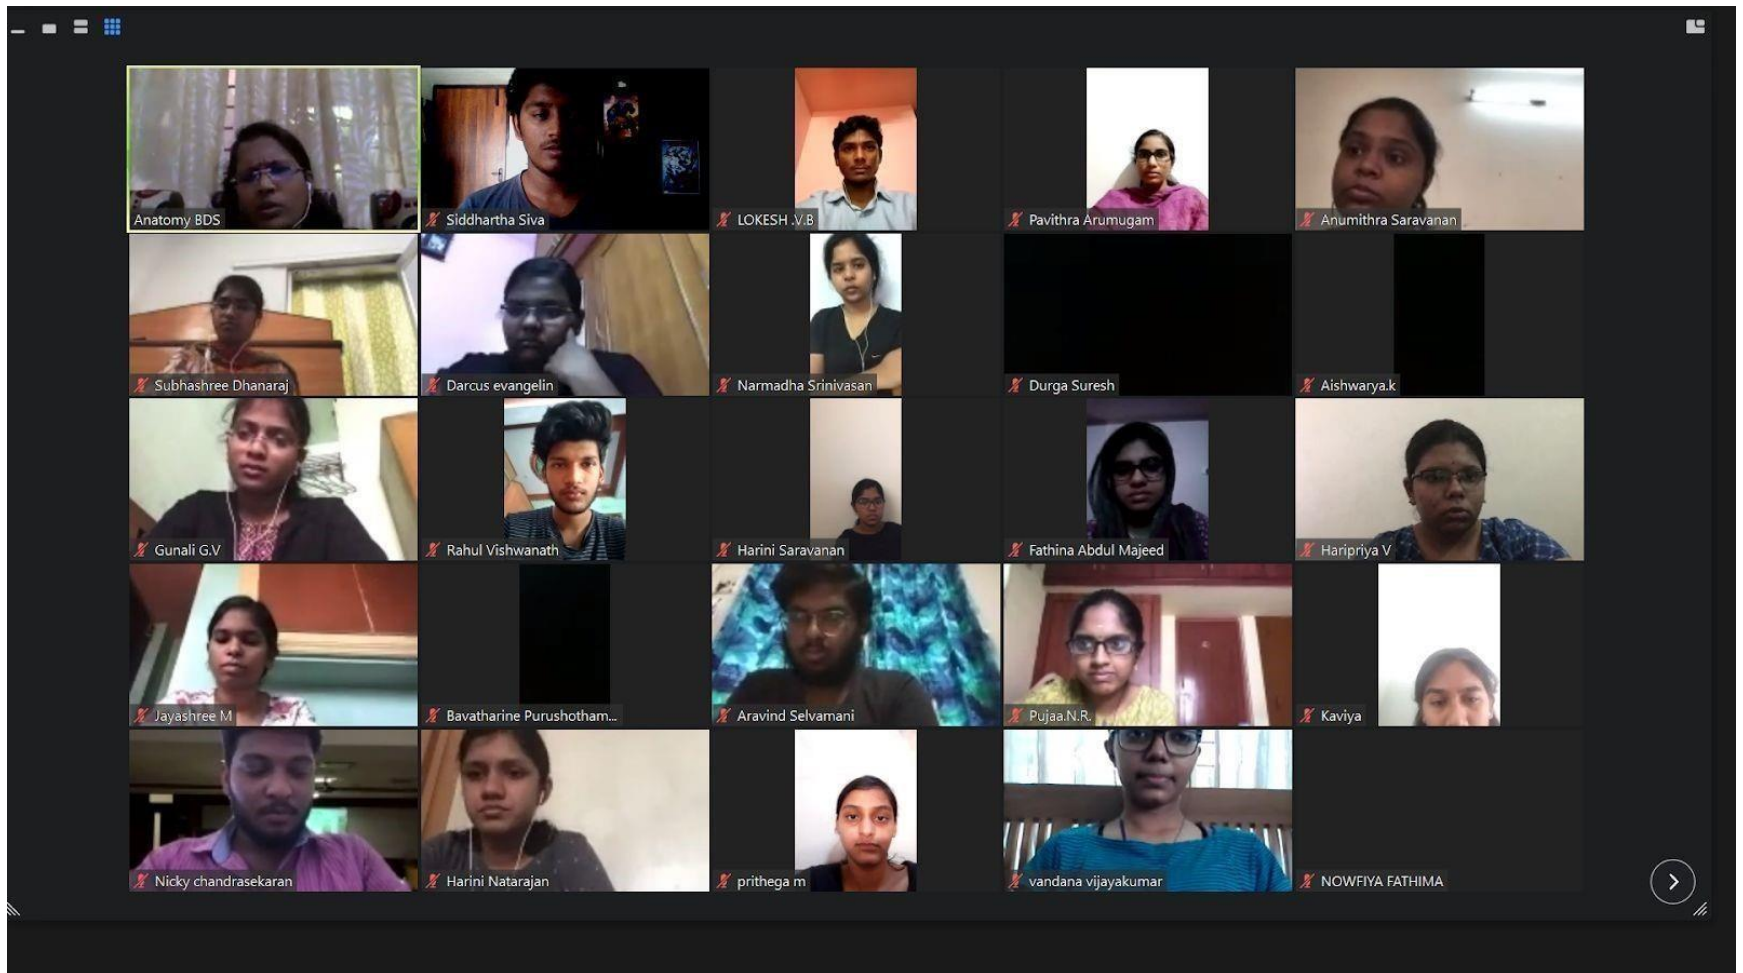 Anatomy BDS
Siddhartha Siva
LOKESH .V.B
Pavithra Arumugam
Anumithra Saravanan
Subhashree Dhanaraj
Darcus evangelin
Narmadha Srinivasan
Durga Suresh
Aishwarya.k
Gunali G.V
Rahul Vishwanath
Harini Saravanan
Fathina Abdul Majeed
Haripriya V
Jayashree M
Bavatharine Purushotham...
Aravind Selvamani
Pujaa.N.R.
Kaviya
Nicky chandrasekaran
Harini Natarajan
prithega m
vandana vijayakumar
NOWFIYA FATHIMA